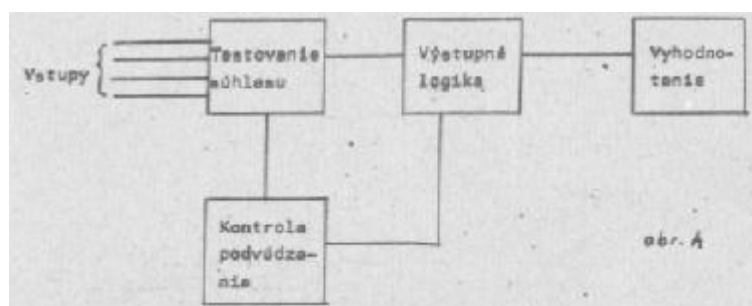 Vstupy
Testovanie
súhlasu
Výstupná
logika
Vyhodno-
tenie
Kontrola
podvádza-
nia
obr. A